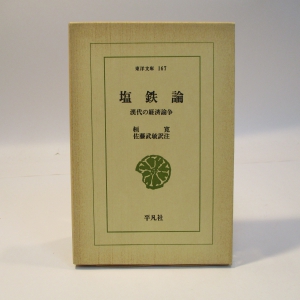 東洋文庫 167
塩鉄論
漢代の経済論争
桓寛
佐藤武敏訳注
平凡社